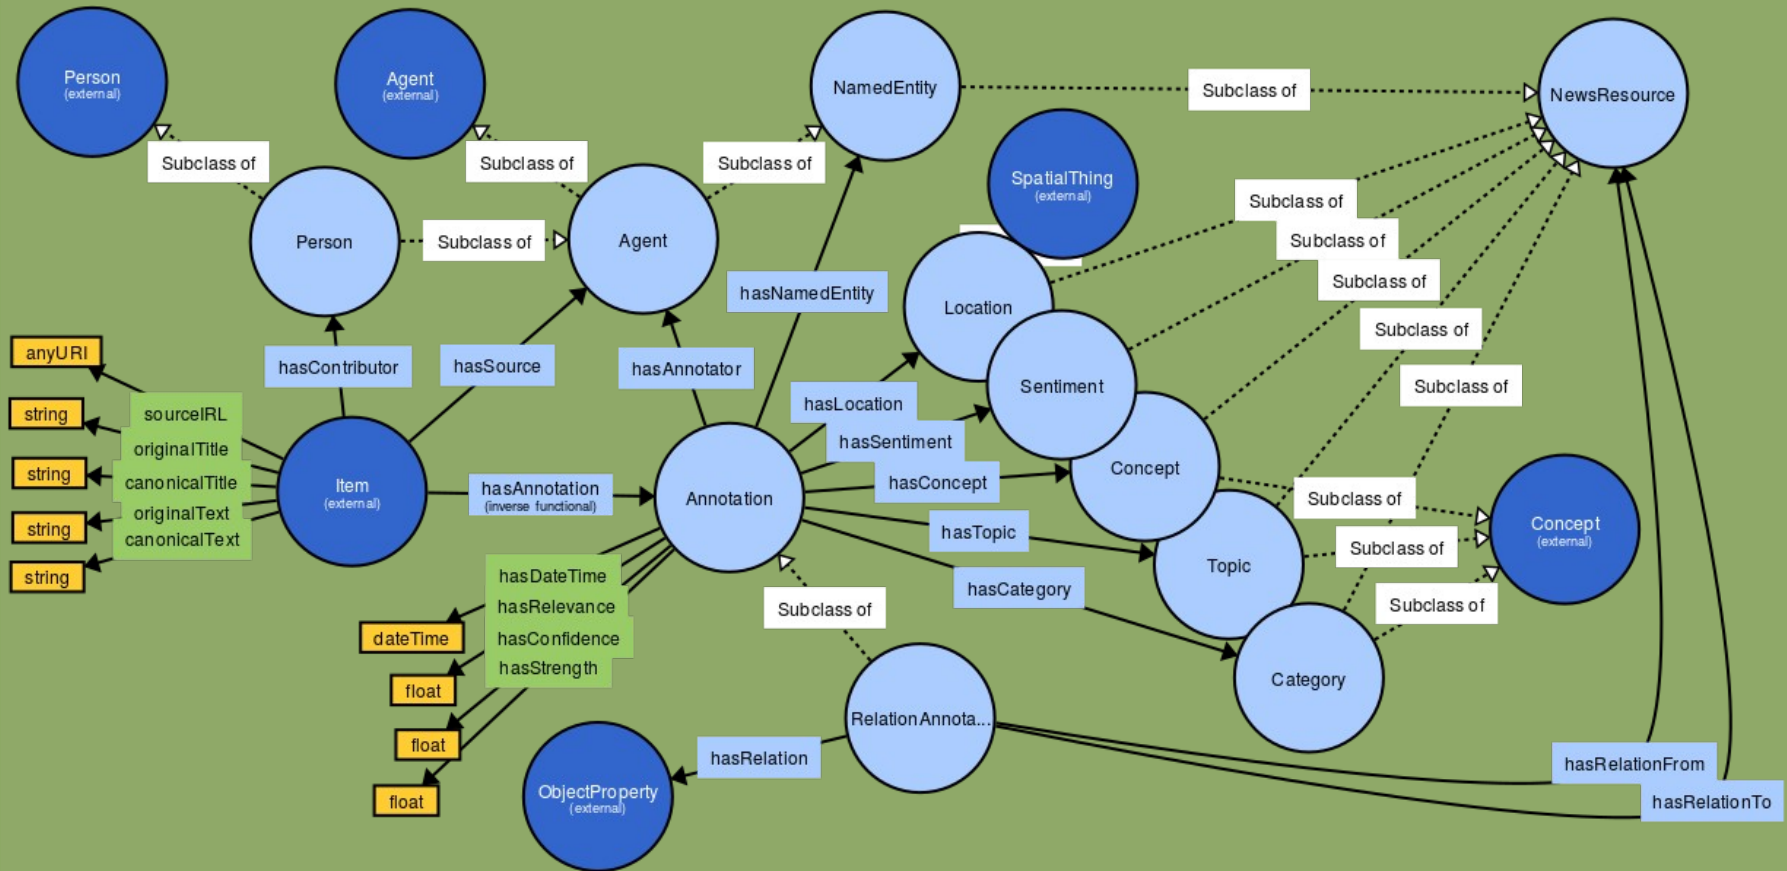 Person
(external)
Agent
(external)
NamedEntity
Subclass of
NewsResource
Subclass of
Subclass of
Subclass of
SpatialThing
(external)
Subclass of
Person
Subclass of
Agent
Subclass of
hasNamedEntity
Location
Subclass of
Subclass of
anyURI
hasContributor
hasSource
hasAnnotator
Sentiment
Subclass of
string
sourceIRL
hasLocation
originalTitle
hasSentiment
string
canonicalTitle
Item
(external)
hasAnnotation
(inverse functional)
Annotation
hasConcept
Concept
Subclass of
string
originalText
canonicalText
hasTopic
Concept
(external)
Subclass of
string
hasDateTime
Topic
hasCategory
hasRelevance
Subclass of
Subclass of
dateTime
hasConfidence
hasStrength
float
Category
RelationAnnota...
float
hasRelation
hasRelationFrom
ObjectProperty
(external)
float
hasRelationTo